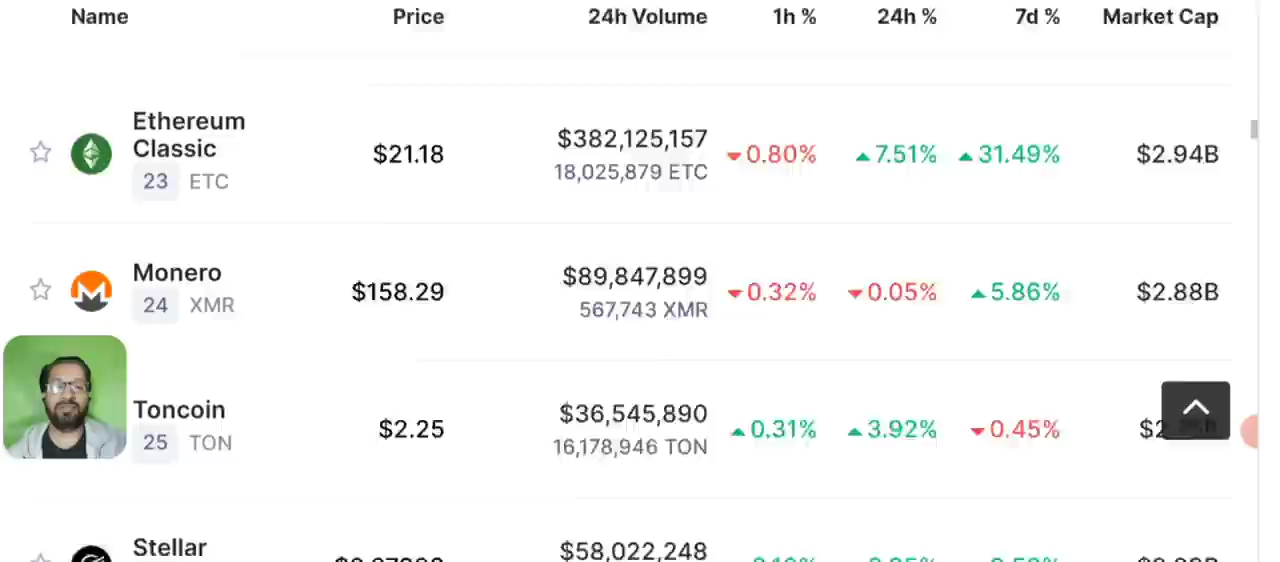 Name Price 24h Volume 1h % 24h % 7d % Market Cap
Ethereum Classic $21.18 $382,125,157 0.80% 7.51% 31.49% $2.94B
18,025,879 ETC
23 ETC
Monero $158.29 $89,847,899 0.32% 0.05% 5.86% $2.88B
24 XMR 567,743 XMR
Toncoin $2.25 $36,545,890 0.31% 3.92% 0.45%
25 TON 16,178,946 TON
Stellar $58,022,248